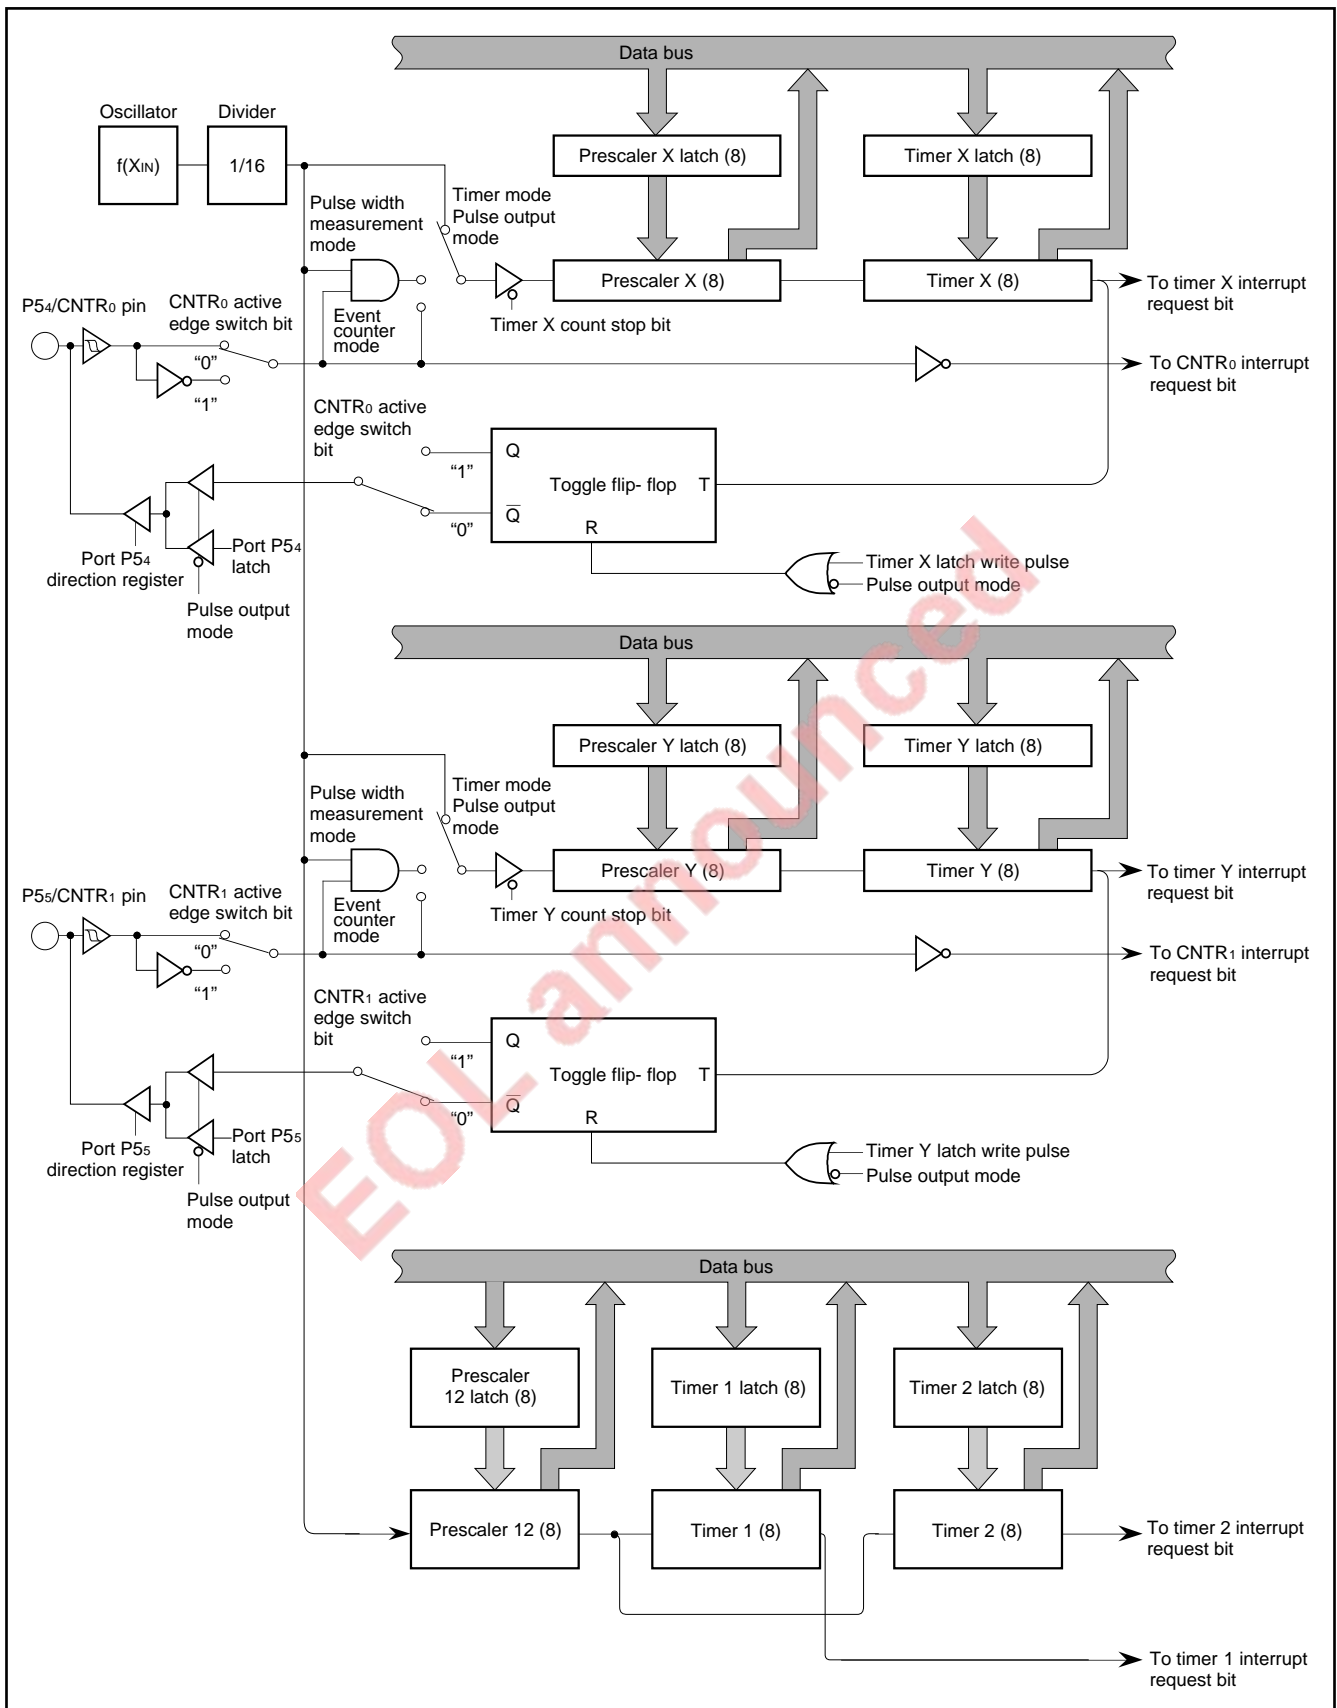 Data bus
Oscillator
Divider
f(XIN)
1/16
Prescaler X latch (8)
Timer X latch (8)
Pulse width
measurement
mode
Timer mode
Pulse output
mode
Prescaler X (8)
Timer X (8)
To timer X interrupt
request bit
P54/CNTR0 pin
CNTR0 active
edge switch bit
Event
counter
mode
Timer X count stop bit
"0"
"1"
To CNTR0 interrupt
request bit
CNTR0 active
edge switch
bit
"1"
"0"
Q
Toggle flip- flop
T
Q̅
R
Port P54
direction register
Port P54
latch
Pulse output
mode
Timer X latch write pulse
Pulse output mode
Data bus
Prescaler Y latch (8)
Timer Y latch (8)
Pulse width
measurement
mode
Timer mode
Pulse output
mode
Prescaler Y (8)
Timer Y (8)
To timer Y interrupt
request bit
P55/CNTR1 pin
CNTR1 active
edge switch bit
Event
counter
mode
Timer Y count stop bit
"0"
"1"
To CNTR1 interrupt
request bit
CNTR1 active
edge switch
bit
"1"
"0"
Q
Toggle flip- flop
T
Q̅
R
Port P55
direction register
Port P55
latch
Pulse output
mode
Timer Y latch write pulse
Pulse output mode
EOL announced
Data bus
Prescaler
12 latch (8)
Timer 1 latch (8)
Timer 2 latch (8)
Prescaler 12 (8)
Timer 1 (8)
Timer 2 (8)
To timer 2 interrupt
request bit
To timer 1 interrupt
request bit